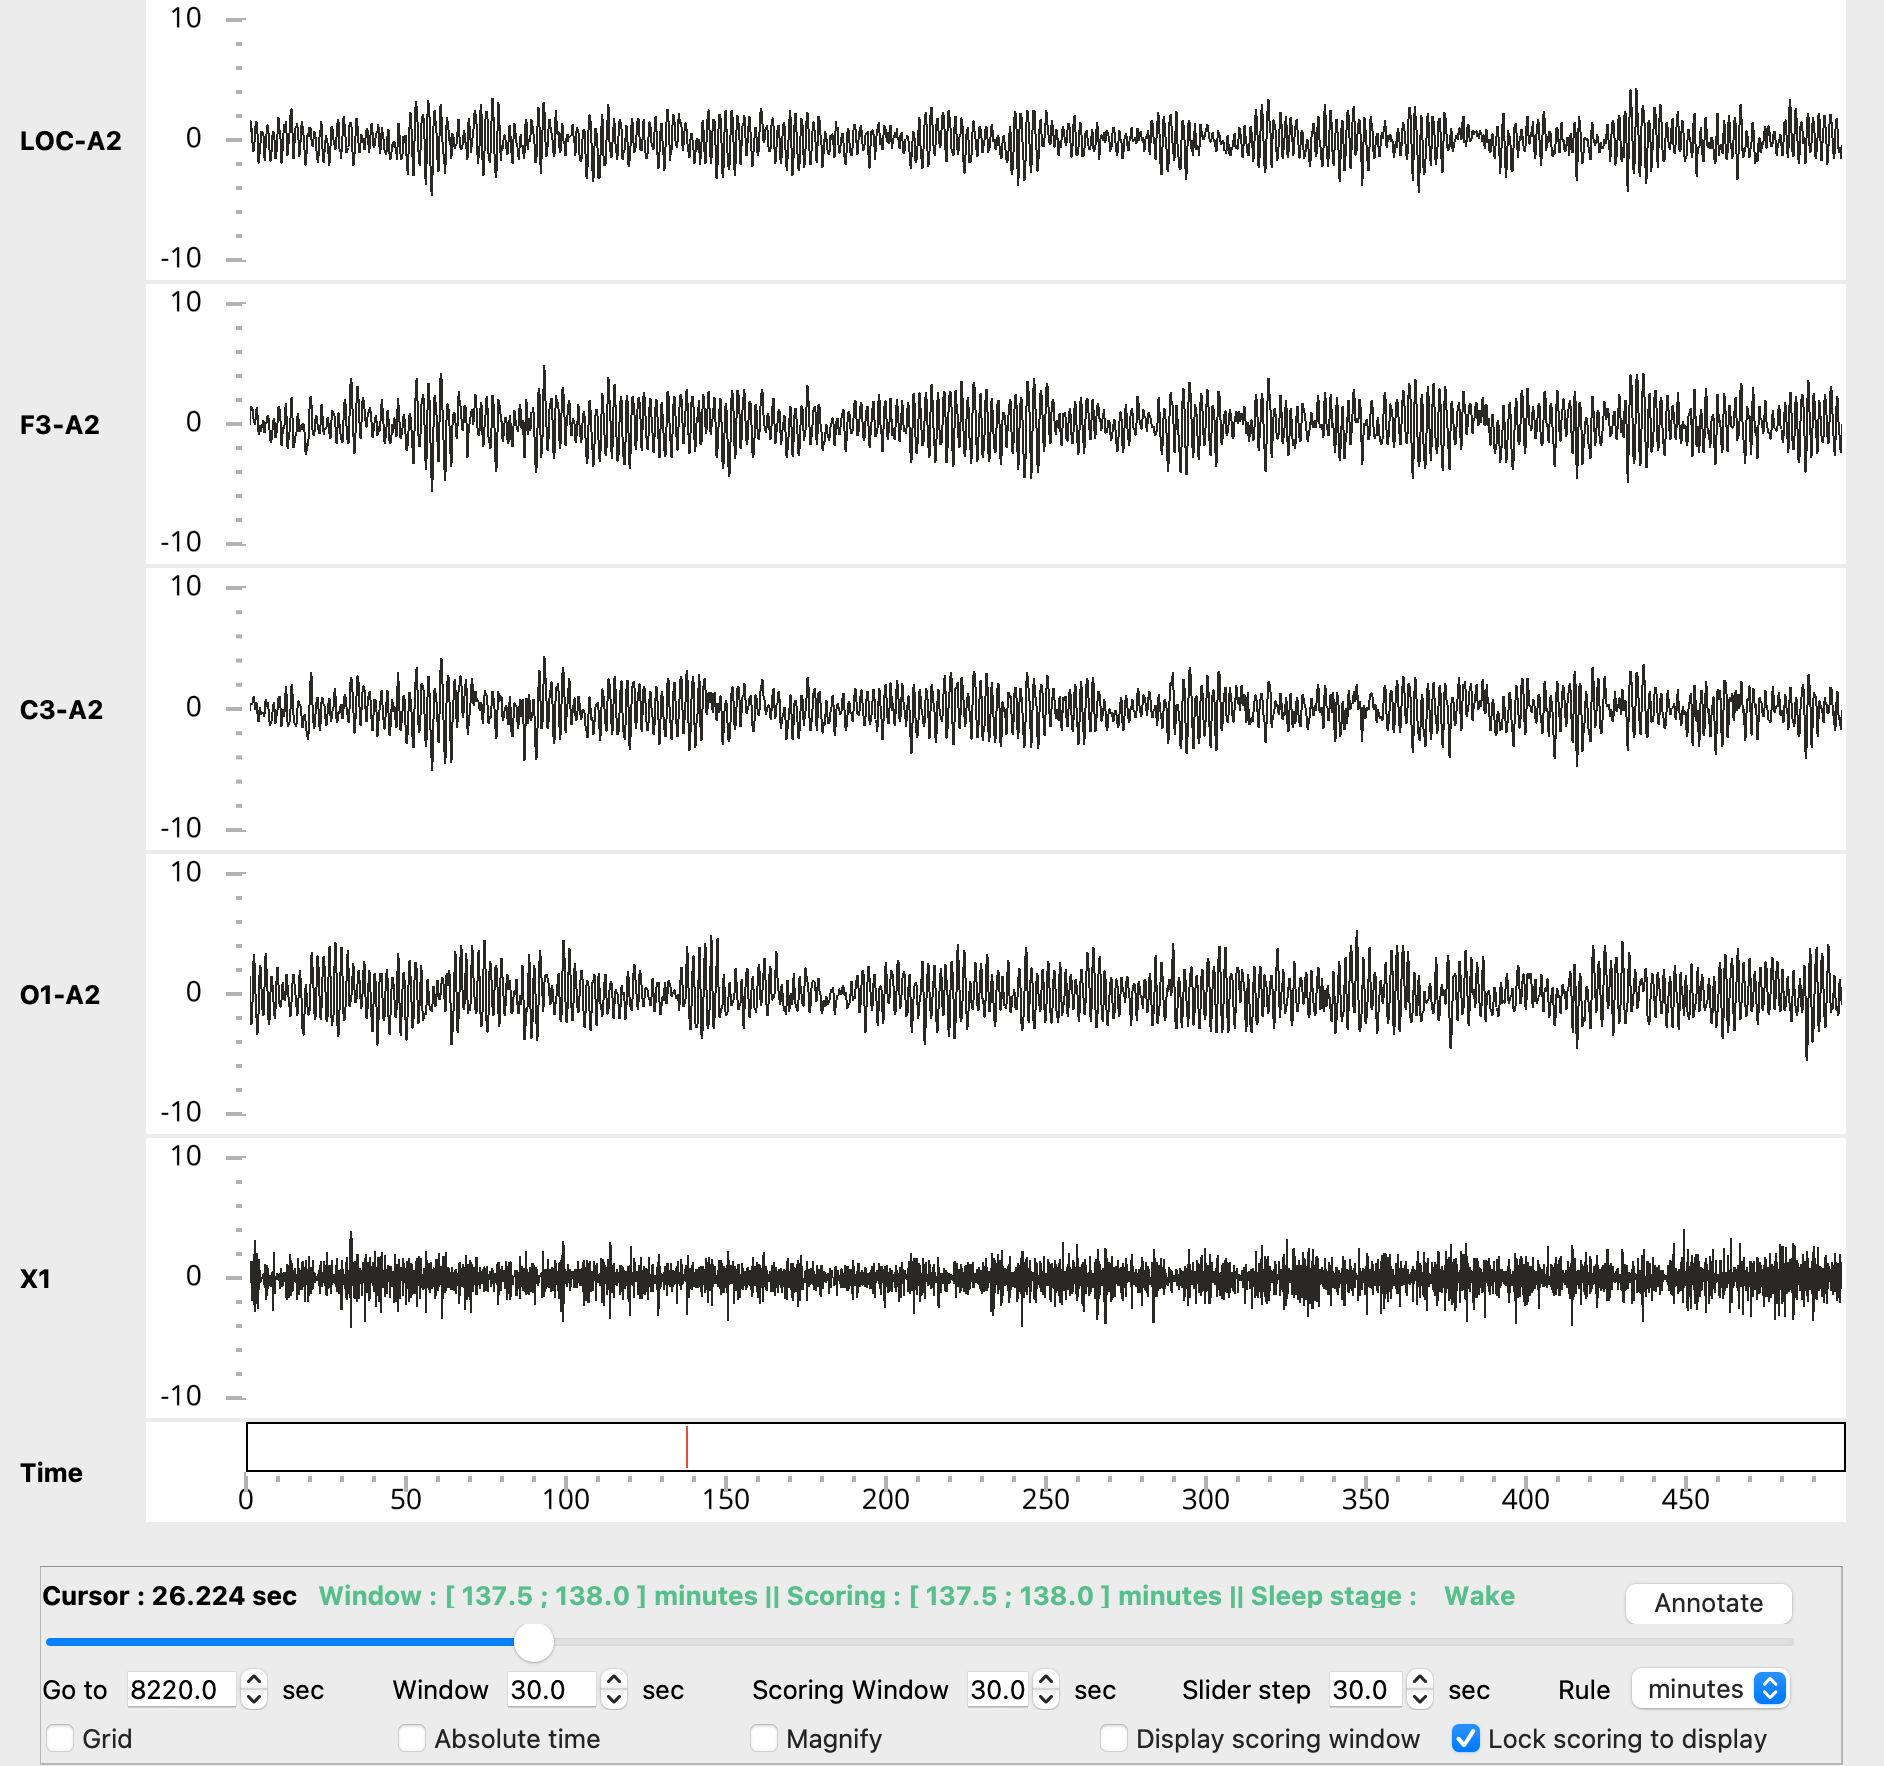 10
LOC-A2
0
-10
10
F3-A2
0
-10
10
C3-A2
0
-10
10
O1-A2
0
-10
10
X1
0
-10
Time
0 50 100 150 200 250 300 350 400 450
Cursor : 26.224 sec Window : [ 137.5 ; 138.0 ] minutes || Scoring : [ 137.5 ; 138.0 ] minutes || Sleep stage : Wake Annotate
Go to 8220.0 sec Window 30.0 sec Scoring Window 30.0 sec Slider step 30.0 sec Rule minutes
Grid Absolute time Magnify Display scoring window Lock scoring to display